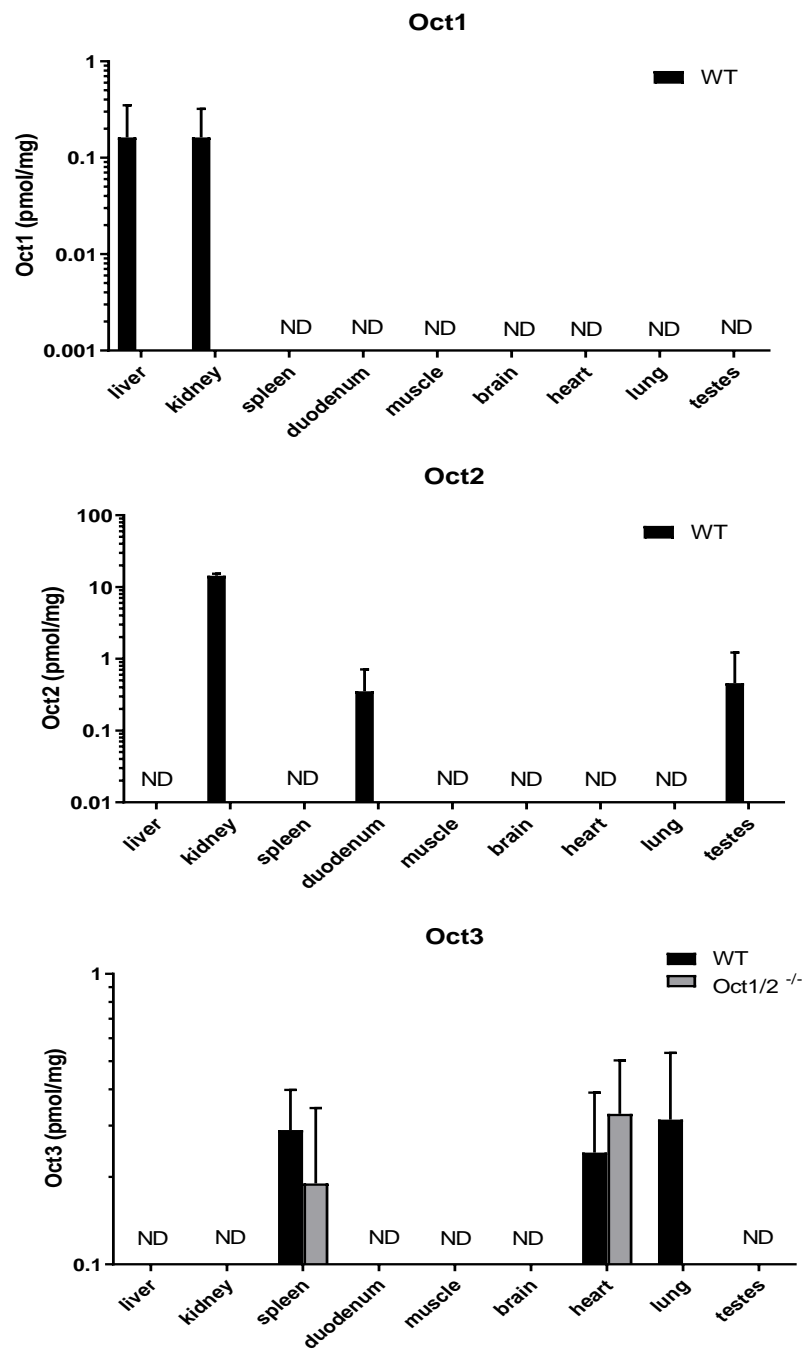 Oct1
WT
Oct1 (pmol/mg)
1
0.1
0.01
0.001
ND ND ND ND ND ND ND
liver kidney spleen duodenum muscle brain heart lung testes
Oct2
WT
Oct2 (pmol/mg)
100
10
1
0.1
0.01
ND ND ND ND ND ND
liver kidney spleen duodenum muscle brain heart lung testes
Oct3
WT
Oct1/2 -/-
Oct3 (pmol/mg)
1
0.1
ND ND ND ND ND ND
liver kidney spleen duodenum muscle brain heart lung testes